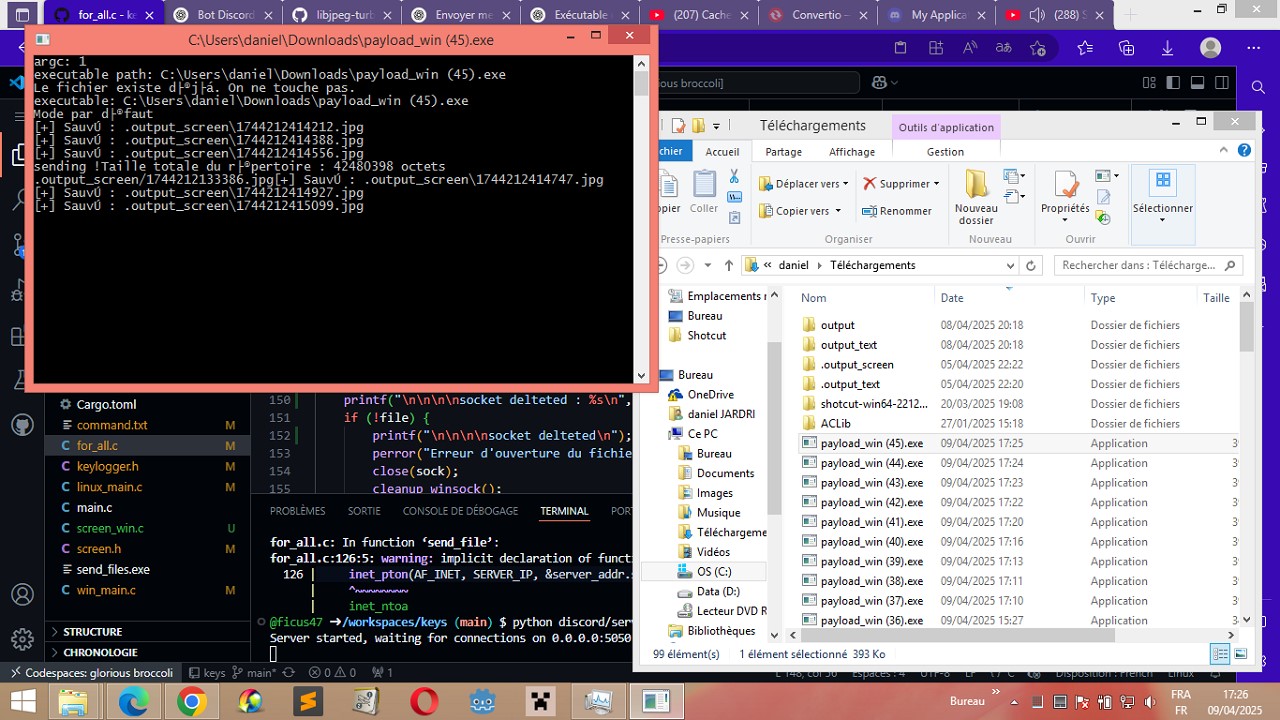 for_all.c - ke
Bot Discord
libjpeg-turb
Envoyer me
Exécutable
(207) Cache
Convertio –
My Applica
(288)
C:\Users\daniel\Downloads\payload_win (45).exe
argc: 1
executable path: C:\Users\daniel\Downloads\payload_win (45).exe
Le fichier existe d├®j├á. On ne touche pas.
executable: C:\Users\daniel\Downloads\payload_win (45).exe
Mode par d├®faut
[+] SauvÚ : .output_screen\1744212414212.jpg
[+] SauvÚ : .output_screen\1744212414388.jpg
[+] SauvÚ : .output_screen\1744212414556.jpg
sending !Taille totale du r├®pertoire : 42480398 octets
.output_screen/1744212133386.jpg[+] SauvÚ : .output_screen\1744212414747.jpg
[+] SauvÚ : .output_screen\1744212414927.jpg
[+] SauvÚ : .output_screen\1744212415099.jpg
ious broccoli]
Téléchargements
Outils d'application
chier
Accueil
Partage
Affichage
Gestion
opier
Coller
Déplacer vers
Copier vers
Supprimer
Renommer
Nouveau
dossier
Propriétés
Sélectionner
Presse-papiers
Organiser
Nouveau
Ouvrir
daniel
Téléchargements
Rechercher dans : Télécharge...
Emplacements r
Bureau
Shotcut
Bureau
OneDrive
daniel JARDRI
Ce PC
Bureau
Documents
Images
Musique
Téléchargeme
Vidéos
OS (C:)
Data (D:)
Lecteur DVD R
Bibliothèques
Nom Date Type Taille
output 08/04/2025 20:18 Dossier de fichiers
output_text 08/04/2025 20:18 Dossier de fichiers
.output_screen 05/04/2025 22:22 Dossier de fichiers
.output_text 05/04/2025 22:20 Dossier de fichiers
shotcut-win64-2212... 20/03/2025 19:08 Dossier de fichiers
ACLib 27/01/2025 15:18 Dossier de fichiers
payload_win (45).exe 09/04/2025 17:25 Application 3
payload_win (44).exe 09/04/2025 17:24 Application 3
payload_win (43).exe 09/04/2025 17:23 Application 3
payload_win (42).exe 09/04/2025 17:22 Application 3
payload_win (41).exe 09/04/2025 17:20 Application 3
payload_win (40).exe 09/04/2025 17:16 Application 3
payload_win (39).exe 09/04/2025 17:13 Application 3
payload_win (38).exe 09/04/2025 17:11 Application 3
payload_win (37).exe 09/04/2025 17:10 Application 3
payload_win (36).exe 09/04/2025 15:27 Application 3
99 élément(s) 1 élément sélectionné 393 Ko
Cargo.toml
command.txt M
C for_all.c M
C keylogger.h M
C linux_main.c M
C main.c
C screen_win.c U
C screen.h M
send_files.exe
C win_main.c M
STRUCTURE
CHRONOLOGIE
150 printf("\n\n\n\nsocket delteted : %s\n",
151 if (!file) {
152 printf("\n\n\n\nsocket delteted\n");
153 perror("Erreur d'ouverture du fichie
154 close(sock);
155 cleanup_winsock();
PROBLÈMES SORTIE CONSOLE DE DÉBOGAGE TERMINAL PORT
for_all.c: In function ‘send_file’:
for_all.c:126:5: warning: implicit declaration of functi
126 | inet_pton(AF_INET, SERVER_IP, &server_addr.s
| ^~~~~~~~~
| inet_ntoa
@ficus47 ➜/workspaces/keys (main) $ python discord/serv
Server started, waiting for connections on 0.0.0.0:5050
Codespaces: glorious broccoli
keys
main*
0 0
1
L 148, col 56 Espaces : 4 UTF-8 LF { } C Disposition : French Linux
Bureau
FRA
FR
17:26
09/04/2025